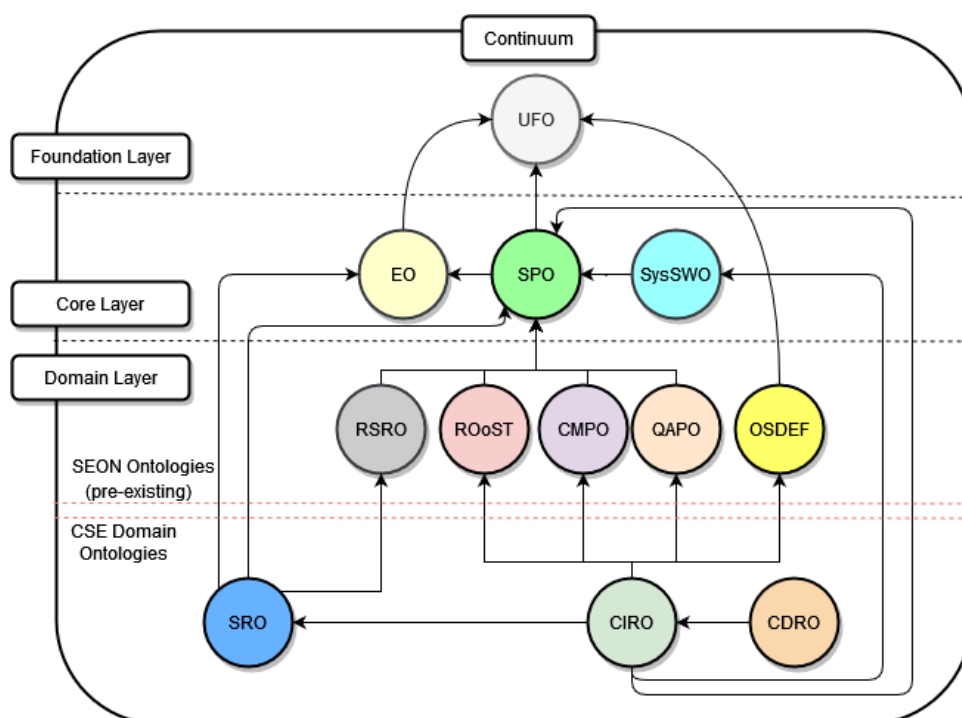 Continuum
UFO
Foundation Layer
EO
SPO
SysSWO
Core Layer
Domain Layer
RSRO
ROoST
CMPO
QAPO
OSDEF
SEON Ontologies
(pre-existing)
CSE Domain
Ontologies
SRO
CIRO
CDRO